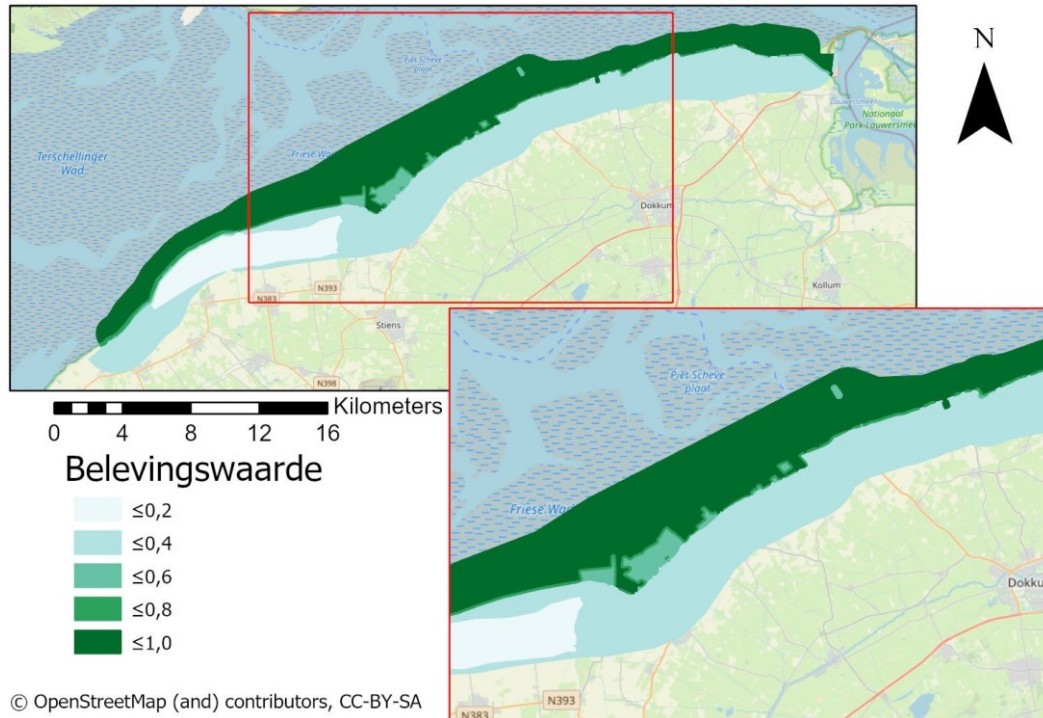 Piet Scheve
plaat
N
Lauwersmeer
Nationaal
Park Lauwersmeer
Terschellinger
Wad
Friese Wad
Dokkum
Kollum
N393
N383
Stiens
N398
Kilometers
0 4 8 12 16
Belevingswaarde
≤0,2
≤0,4
≤0,6
≤0,8
≤1,0
© OpenStreetMap (and) contributors, CC-BY-SA
Piet Scheve
plaat
Friese Wad
Dokku
N393
N383